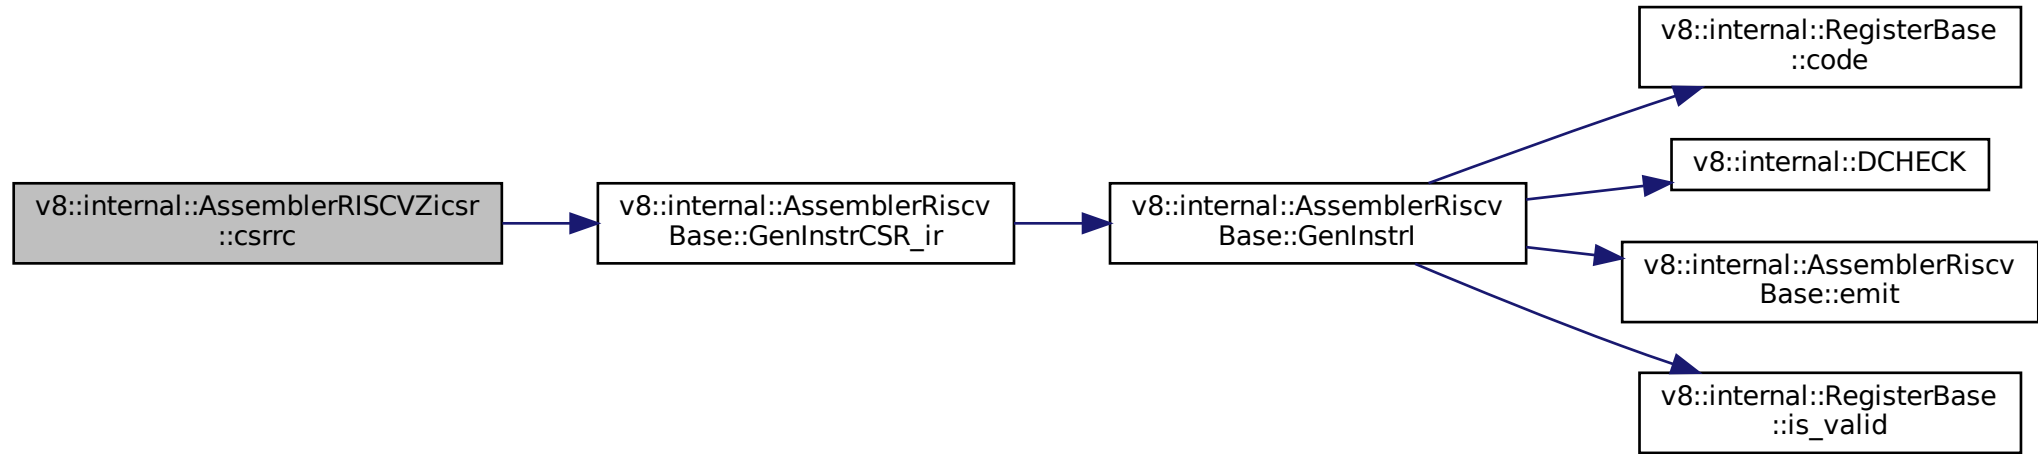 v8::internal::AssemblerRISCVZicsr
::csrrc
v8::internal::AssemblerRiscv
Base::GenInstrCSR_ir
v8::internal::AssemblerRiscv
Base::GenInstrI
v8::internal::RegisterBase
::code
v8::internal::DCHECK
v8::internal::AssemblerRiscv
Base::emit
v8::internal::RegisterBase
::is_valid